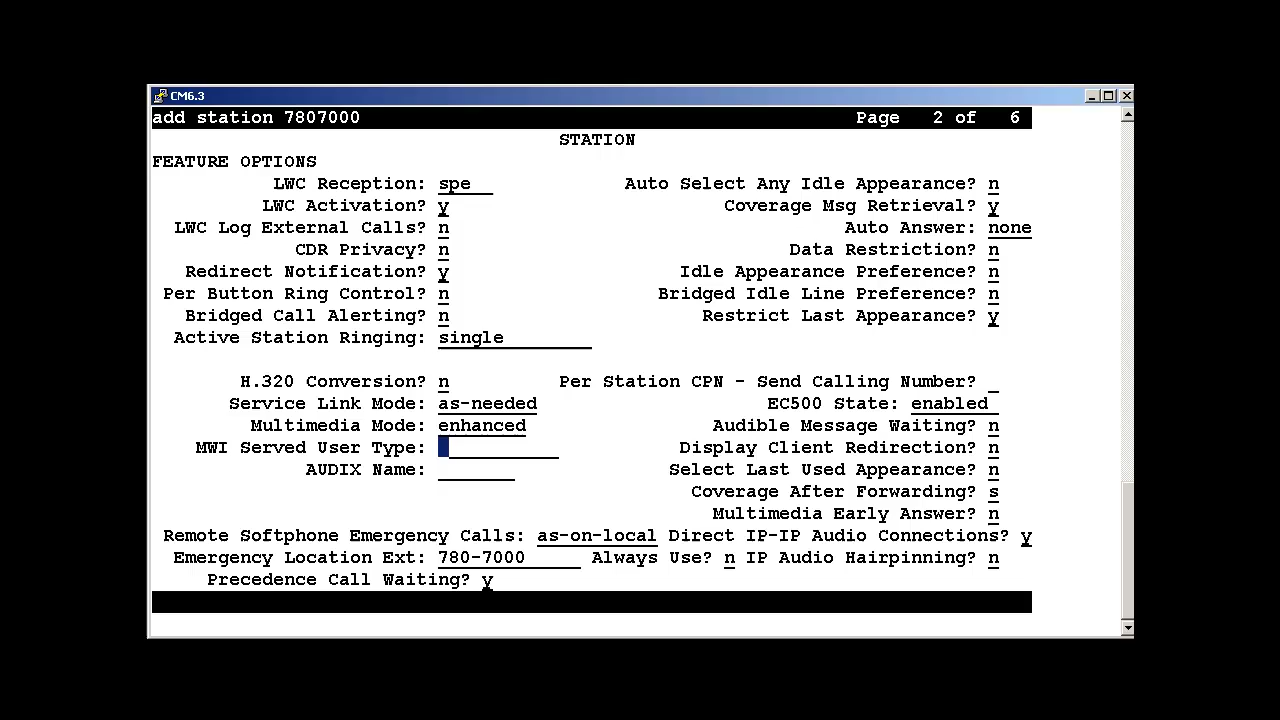 CM6.3
add station 7807000 Page 2 of 6
STATION
FEATURE OPTIONS
LWC Reception: spe Auto Select Any Idle Appearance? n
LWC Activation? y Coverage Msg Retrieval? y
LWC Log External Calls? n Auto Answer: none
CDR Privacy? n Data Restriction? n
Redirect Notification? y Idle Appearance Preference? n
Per Button Ring Control? n Bridged Idle Line Preference? n
Bridged Call Alerting? n Restrict Last Appearance? y
Active Station Ringing: single
H.320 Conversion? n Per Station CPN - Send Calling Number? _
Service Link Mode: as-needed EC500 State: enabled
Multimedia Mode: enhanced Audible Message Waiting? n
MWI Served User Type: Display Client Redirection? n
AUDIX Name: Select Last Used Appearance? n
Coverage After Forwarding? s
Multimedia Early Answer? n
Remote Softphone Emergency Calls: as-on-local Direct IP-IP Audio Connections? y
Emergency Location Ext: 780-7000 Always Use? n IP Audio Hairpinning? n
Precedence Call Waiting? y